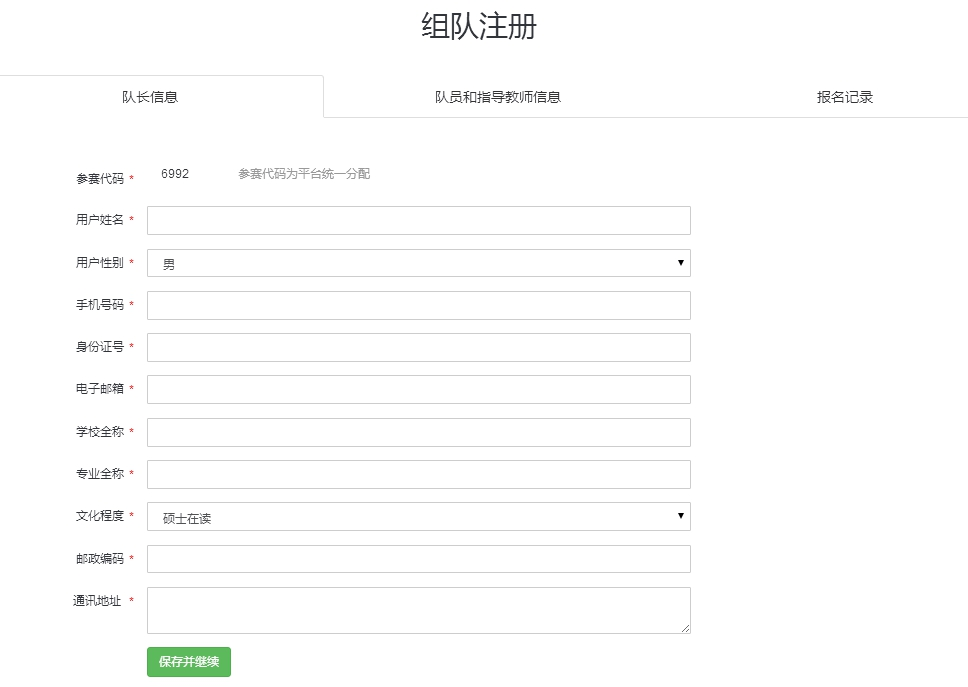 组队注册
队长信息 队员和指导教师信息 报名记录
参赛代码 * 6992 参赛代码为平台统一分配
用户姓名 *
用户性别 * 男
手机号码 *
身份证号 *
电子邮箱 *
学校全称 *
专业全称 *
文化程度 * 硕士在读
邮政编码 *
通讯地址 *
保存并继续